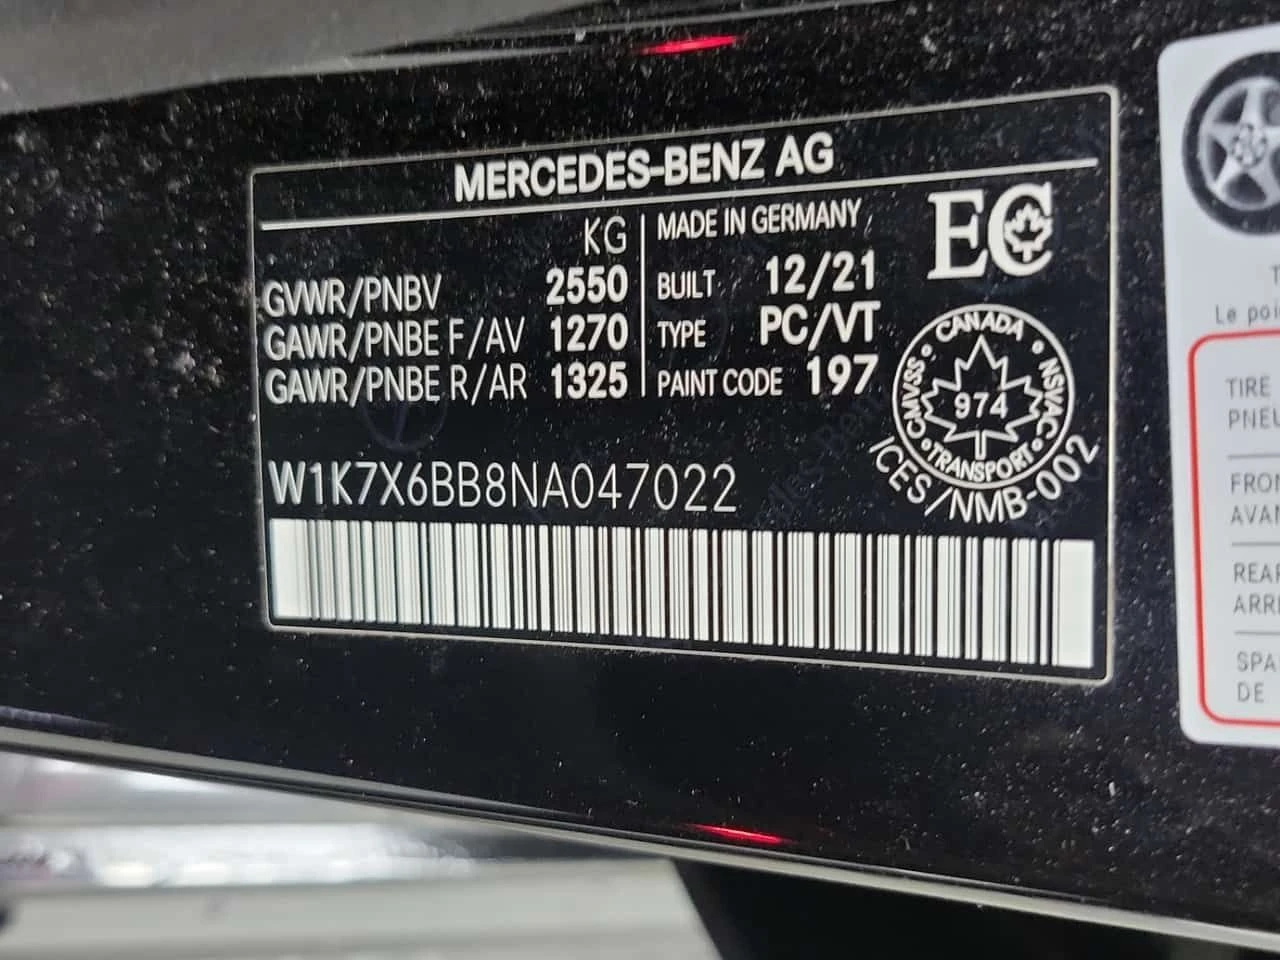 MERCEDES-BENZ AG
KG
GVWR/PNBV 2550
GAWR/PNBE F/AV 1270
GAWR/PNBE R/AR 1325
MADE IN GERMANY
BUILT 12/21
TYPE PC/VT
PAINT CODE 197
EC
CANADA
CMVSS NSVAC
974
TRANSPORT
ICES/NMB-002
W1K7X6BB8NA047022
Le poi
TIRE
PNEU
FRON
AVAN
REAR
ARRI
SPA
DE